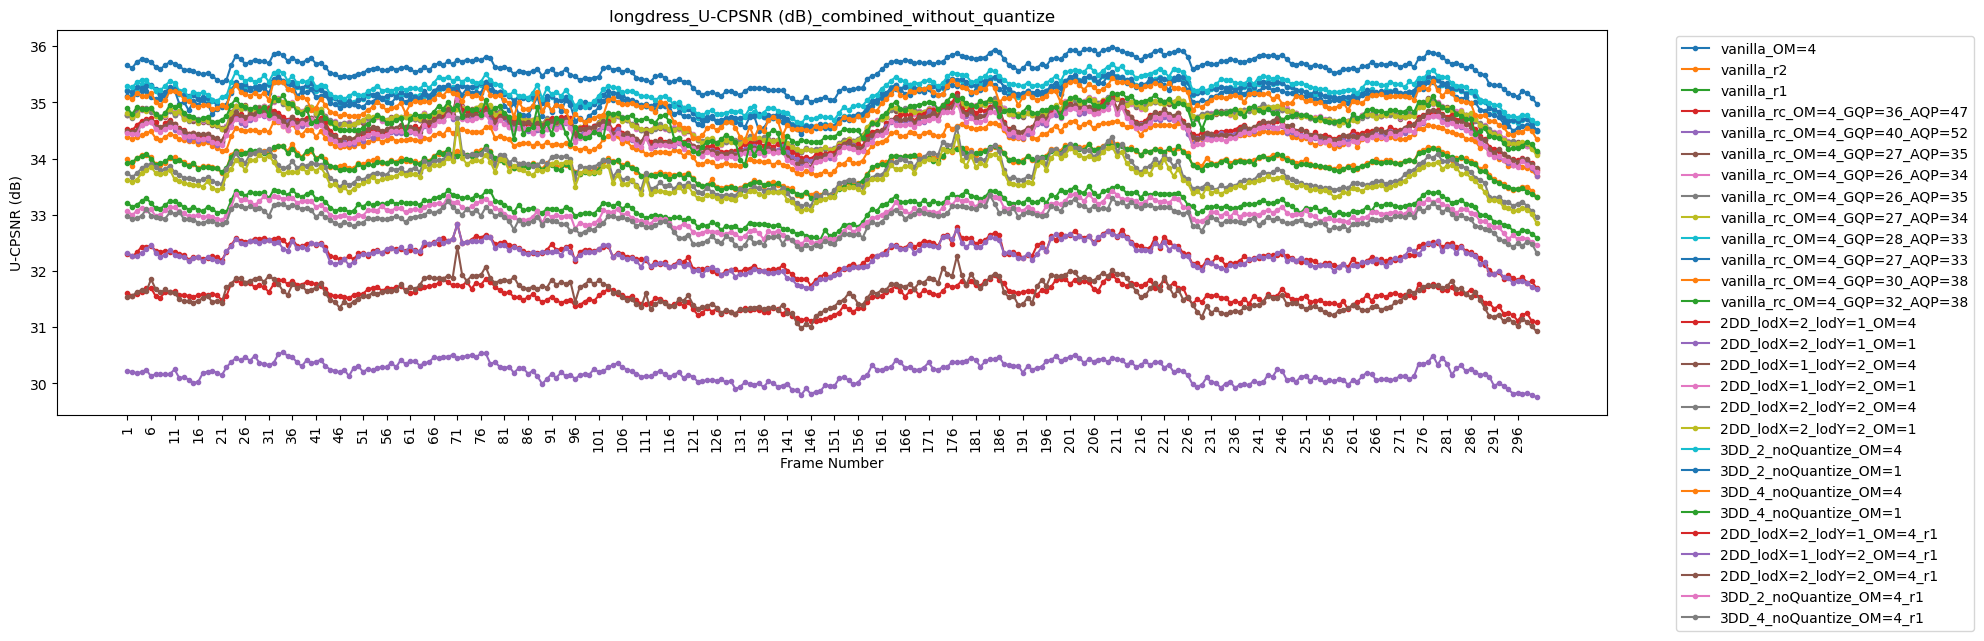 longdress_U-CPSNR (dB)_combined_without_quantize
U-CPSNR (dB)
36
35
34
33
32
31
30
1 6 11 16 21 26 31 36 41 46 51 56 61 66 71 76 81 86 91 96 101 106 111 116 121 126 131 136 141 146 151 156 161 166 171 176 181 186 191 196 201 206 211 216 221 226 231 236 241 246 251 256 261 266 271 276 281 286 291 296
Frame Number
vanilla_OM=4
vanilla_r2
vanilla_r1
vanilla_rc_OM=4_GQP=36_AQP=47
vanilla_rc_OM=4_GQP=40_AQP=52
vanilla_rc_OM=4_GQP=27_AQP=35
vanilla_rc_OM=4_GQP=26_AQP=34
vanilla_rc_OM=4_GQP=26_AQP=35
vanilla_rc_OM=4_GQP=27_AQP=34
vanilla_rc_OM=4_GQP=28_AQP=33
vanilla_rc_OM=4_GQP=27_AQP=33
vanilla_rc_OM=4_GQP=30_AQP=38
vanilla_rc_OM=4_GQP=32_AQP=38
2DD_lodX=2_lodY=1_OM=4
2DD_lodX=2_lodY=1_OM=1
2DD_lodX=1_lodY=2_OM=4
2DD_lodX=1_lodY=2_OM=1
2DD_lodX=2_lodY=2_OM=4
2DD_lodX=2_lodY=2_OM=1
3DD_2_noQuantize_OM=4
3DD_2_noQuantize_OM=1
3DD_4_noQuantize_OM=4
3DD_4_noQuantize_OM=1
2DD_lodX=2_lodY=1_OM=4_r1
2DD_lodX=1_lodY=2_OM=4_r1
2DD_lodX=2_lodY=2_OM=4_r1
3DD_2_noQuantize_OM=4_r1
3DD_4_noQuantize_OM=4_r1